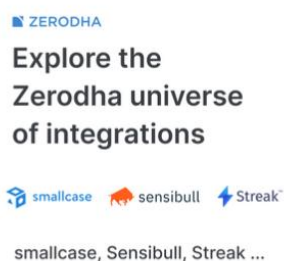 ZERODHA
Explore the
Zerodha universe
of integrations
smallcase sensibull Streak
smallcase, Sensibull, Streak ...